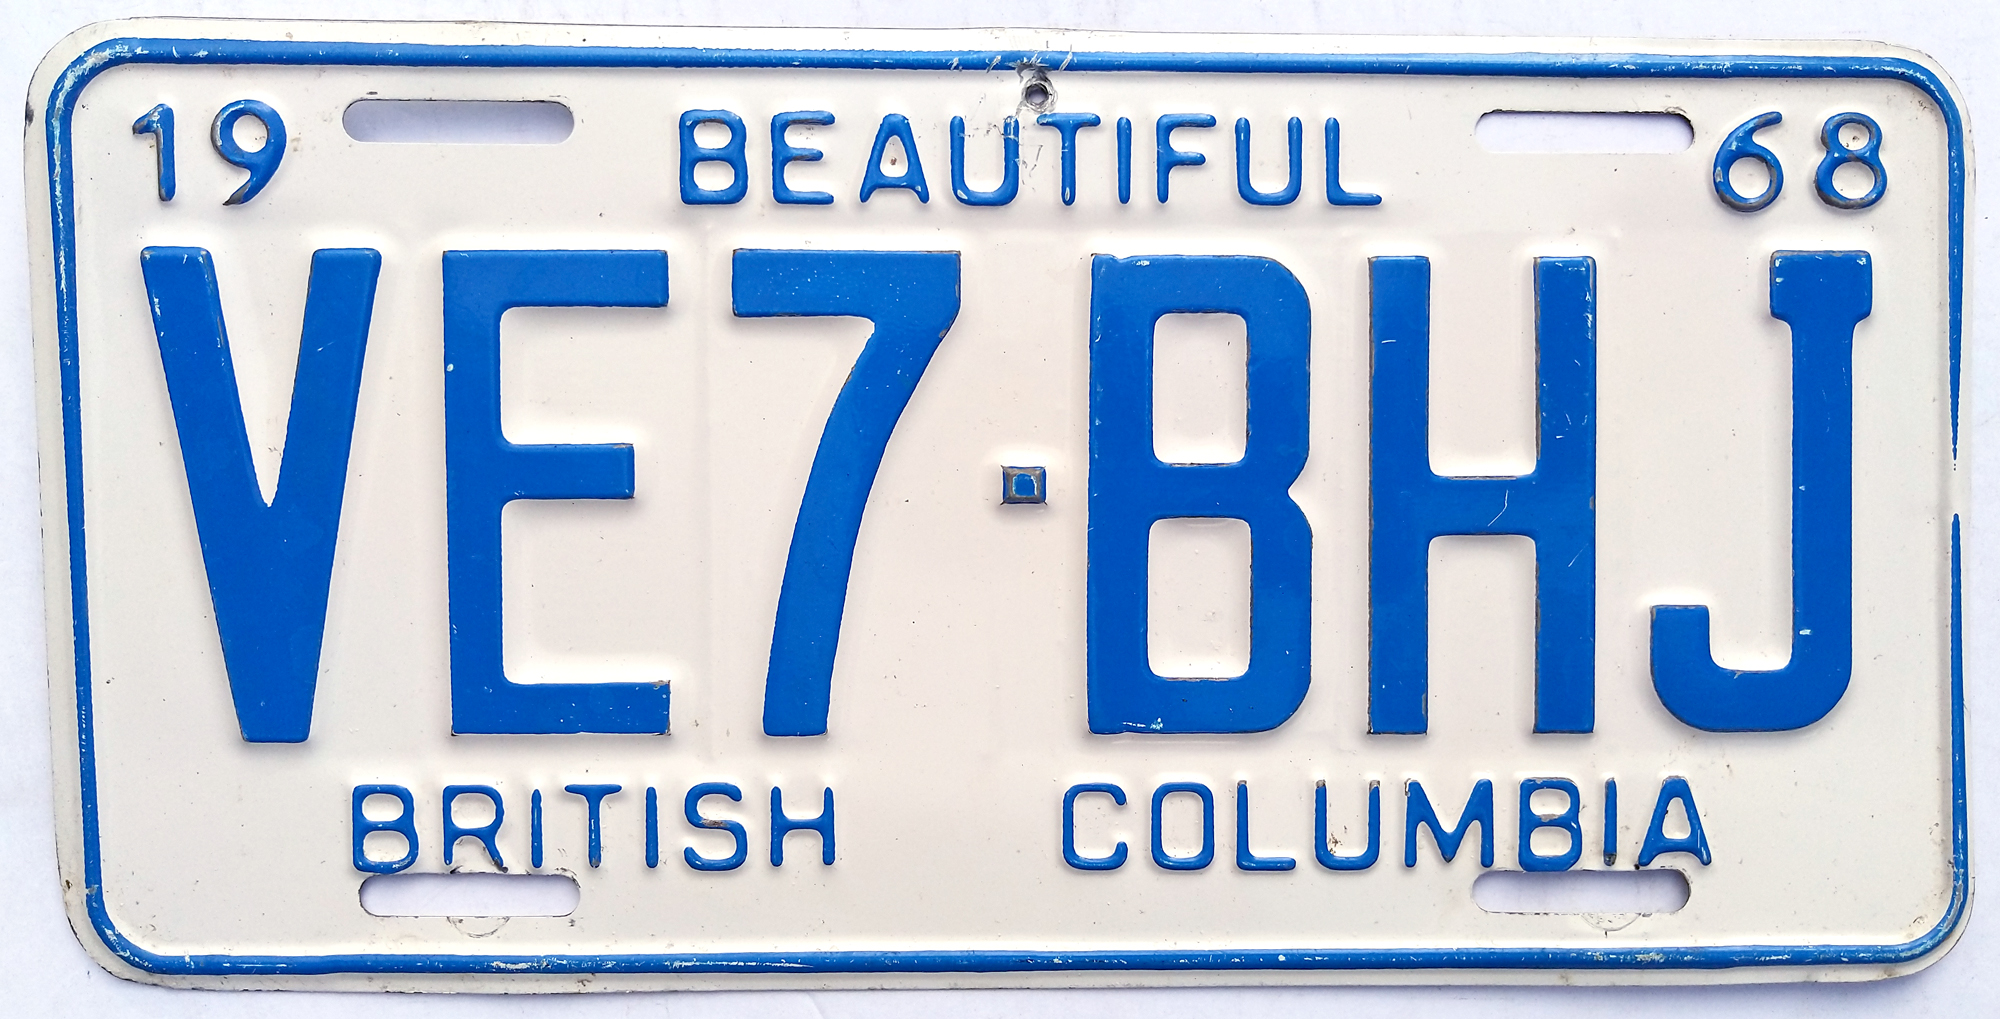 19 BEAUTIFUL 68
VE7-BHJ
BRITISH COLUMBIA